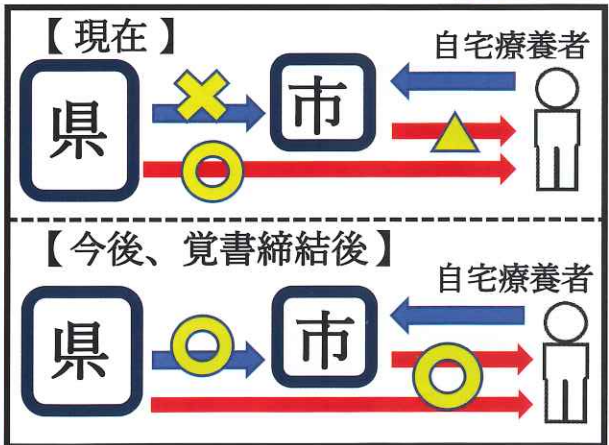 【現在】
自宅療養者
県
市
【今後、覚書締結後】
自宅療養者
県
市